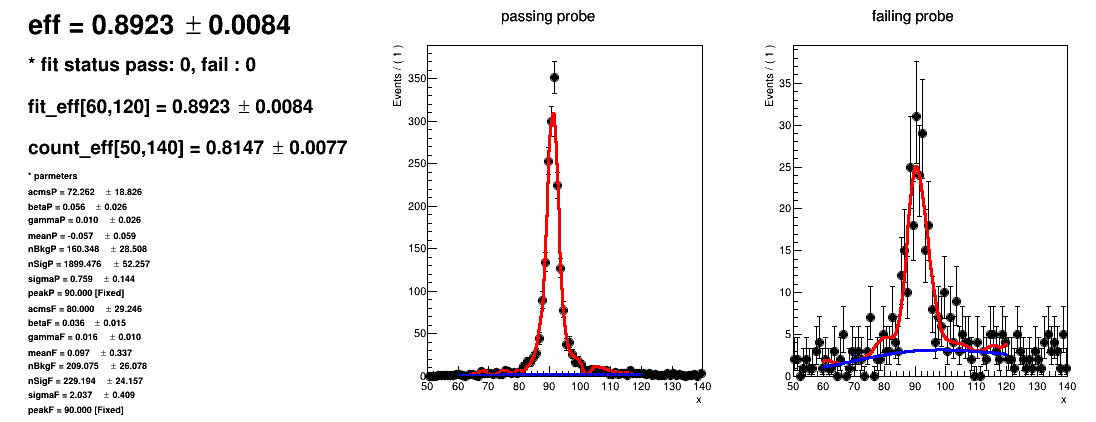 eff = 0.8923 ± 0.0084
* fit status pass: 0, fail : 0
fit_eff[60,120] = 0.8923 ± 0.0084
count_eff[50,140] = 0.8147 ± 0.0077
* parmeters
acmsP = 72.262 ± 18.826
betaP = 0.056 ± 0.026
gammaP = 0.010 ± 0.026
meanP = -0.057 ± 0.059
nBkgP = 160.348 ± 28.508
nSigP = 1899.476 ± 52.257
sigmaP = 0.759 ± 0.144
peakP = 90.000 [Fixed]
acmsF = 80.000 ± 29.246
betaF = 0.036 ± 0.015
gammaF = 0.016 ± 0.010
meanF = 0.097 ± 0.337
nBkgF = 209.075 ± 26.078
nSigF = 229.194 ± 24.157
sigmaF = 2.037 ± 0.409
peakF = 90.000 [Fixed]
passing probe
Events / ( 1 )
350
300
250
200
150
100
50
0
50 60 70 80 90 100 110 120 130 140
x
failing probe
Events / ( 1 )
35
30
25
20
15
10
5
0
50 60 70 80 90 100 110 120 130 140
x